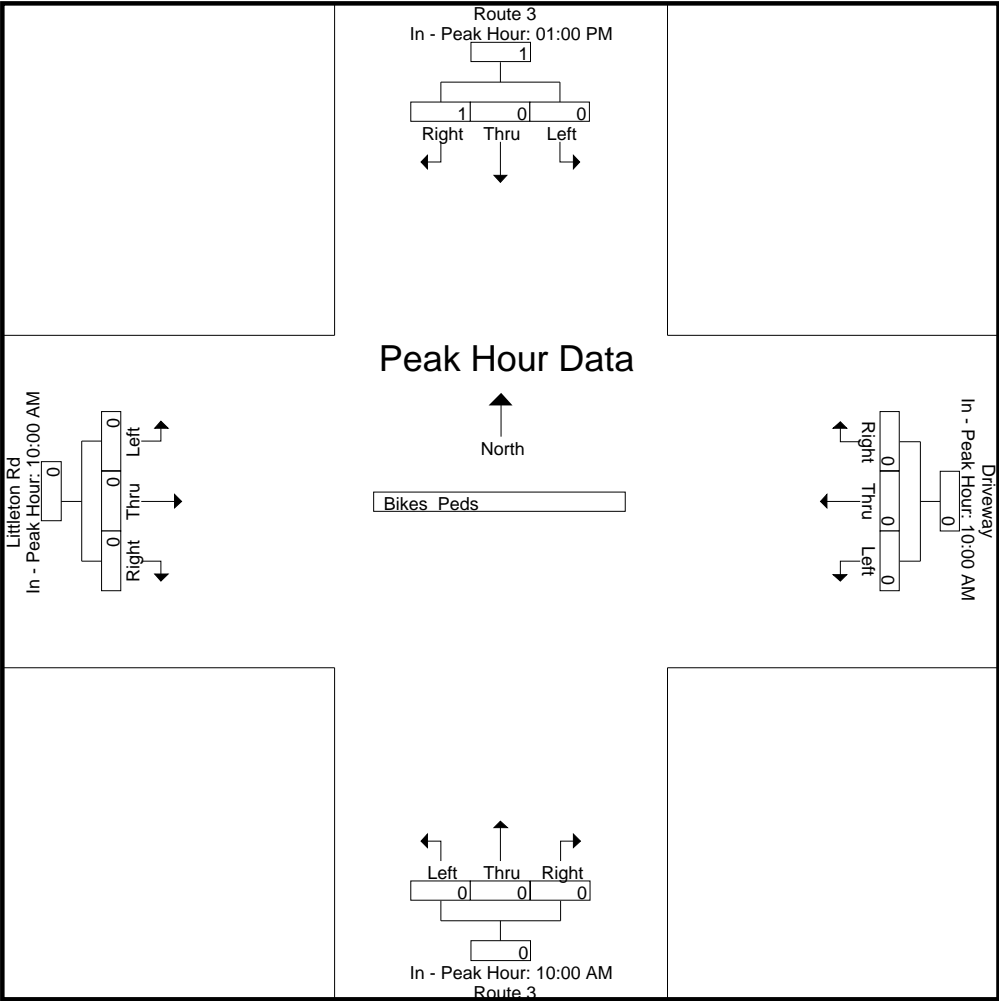 Route 3
In - Peak Hour: 01:00 PM
1
1 0 0
Right Thru Left
Peak Hour Data
North
Bikes Peds
Littleton Rd
In - Peak Hour: 10:00 AM
0
0 0 0
Left Thru Right
Driveway
In - Peak Hour: 10:00 AM
0
0 0 0
Right Thru Left
Left Thru Right
0 0 0
0
In - Peak Hour: 10:00 AM
Route 3